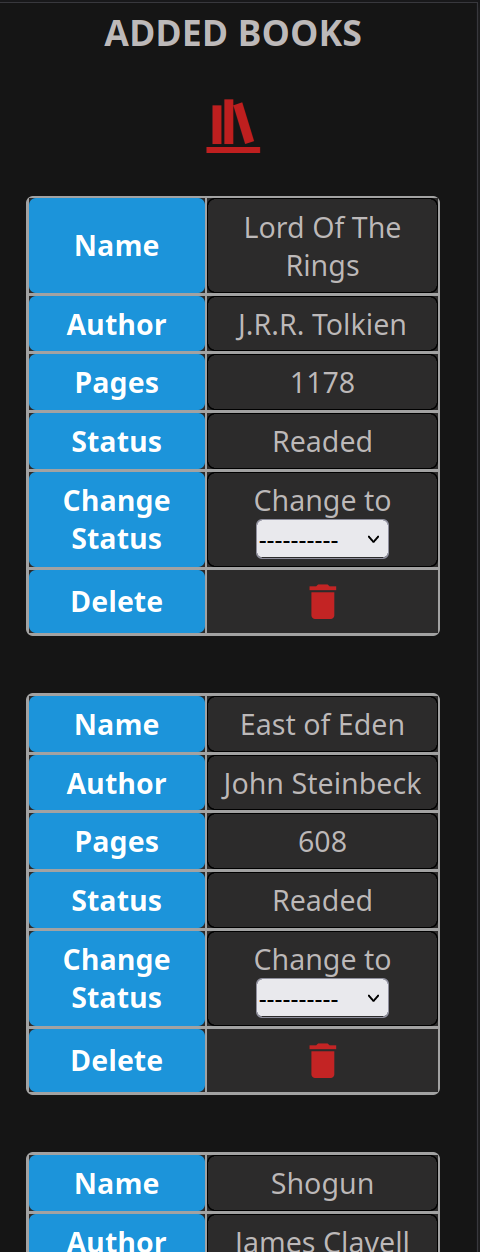 ADDED BOOKS
Name
Lord Of The
Rings
Author
J.R.R. Tolkien
Pages
1178
Status
Readed
Change
Status
Change to
----------
Delete
Name
East of Eden
Author
John Steinbeck
Pages
608
Status
Readed
Change
Status
Change to
----------
Delete
Name
Shogun
Author
James Clavell